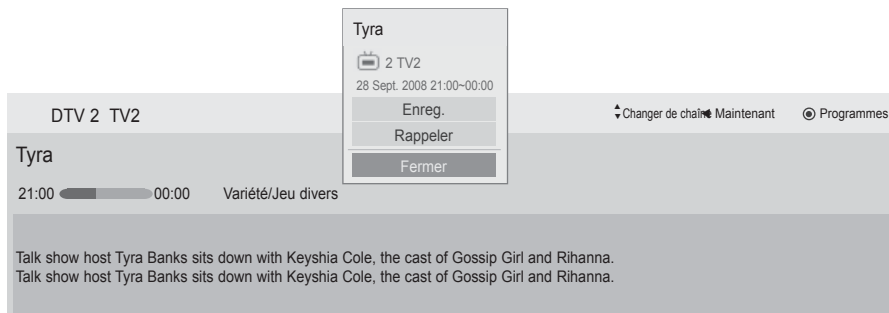 Tyra
2 TV2
28 Sept. 2008 21:00~00:00
Enreg.
Rappeler
Fermer
DTV 2 TV2
Changer de chaîne
Maintenant
Programmes
Tyra
21:00 00:00 Variété/Jeu divers
Talk show host Tyra Banks sits down with Keyshia Cole, the cast of Gossip Girl and Rihanna.
Talk show host Tyra Banks sits down with Keyshia Cole, the cast of Gossip Girl and Rihanna.